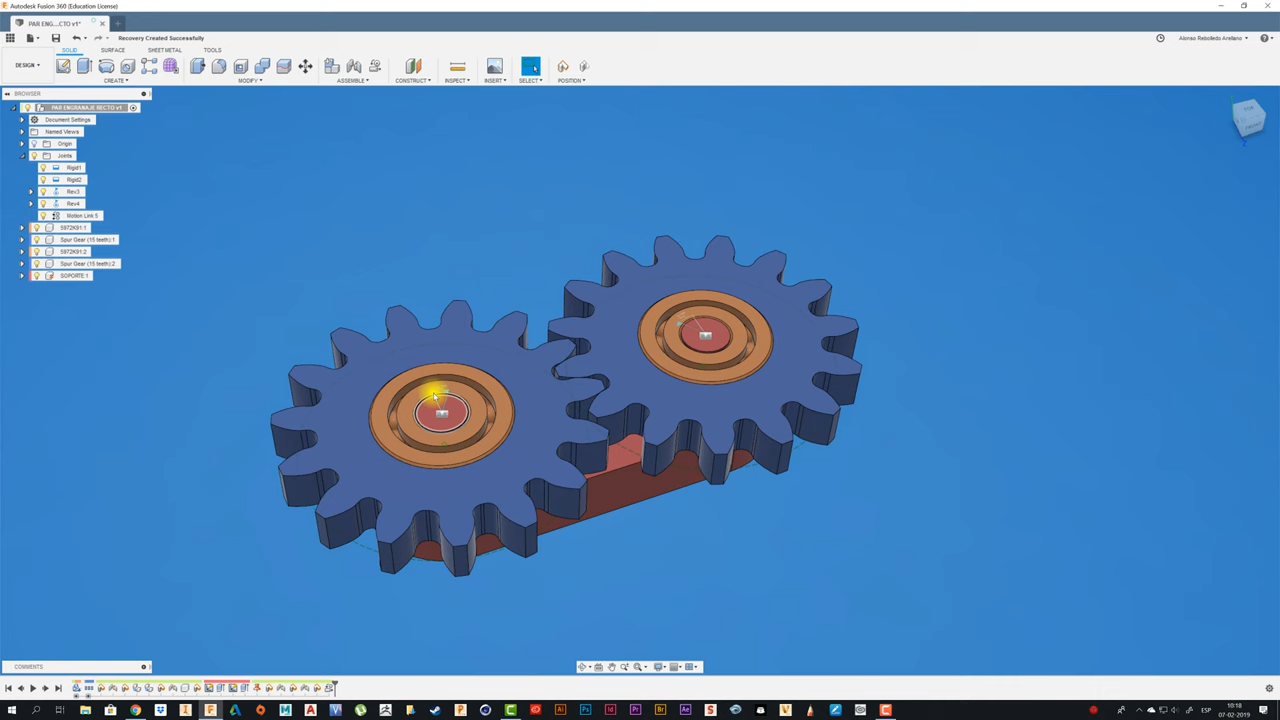 Autodesk Fusion 360 (Education License)
PAR ENG...CTO v1*
Recovery Created Successfully
Alonso Rebolledo Arellano
SOLID SURFACE SHEET METAL TOOLS
DESIGN
CREATE MODIFY ASSEMBLE CONSTRUCT INSPECT INSERT SELECT POSITION
BROWSER
PAR ENGRANAJE RECTO v1
Document Settings
Named Views
Origin
Joints
Rigid1
Rigid2
Rev3
Rev4
Motion Link 5
5972K91:1
Spur Gear (15 teeth):1
5972K91:2
Spur Gear (15 teeth):2
SOPORTE:1
TOP
FRONT
Z
COMMENTS
ESP
10:18
07-02-2019